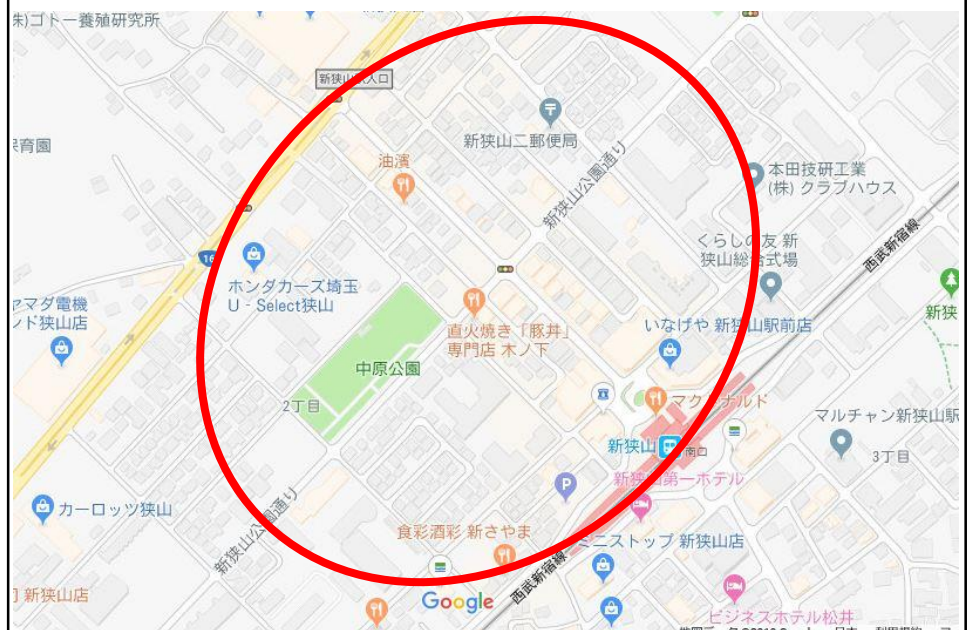 株)ゴトー養殖研究所
新狭山駅入口
保育園
新狭山二郵便局
油濱
新狭山公園通り
本田技研工業
(株) クラブハウス
くらしの友 新
狭山総合式場
西武新宿線
16
ホンダカーズ埼玉
U - Select狭山
ヤマダ電機
ンド狭山店
直火焼き「豚丼」
専門店 木ノ下
いなげや 新狭山駅前店
新狭
中原公園
2丁目
マクドナルド
マルチャン新狭山駅
新狭山
南口
3丁目
新狭山第一ホテル
P
カーロッツ狭山
新狭山公園通り
食彩酒彩 新さやま
ミニストップ 新狭山店
西武新宿線
新狭山店
Google
ビジネスホテル松井